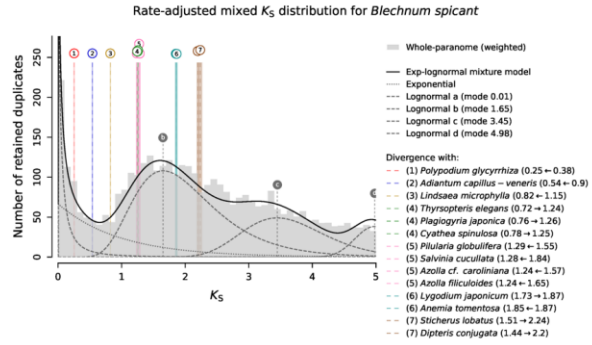 Rate-adjusted mixed KS distribution for Blechnum spicant
Number of retained duplicates
250
200
150
100
50
0
0 1 2 3 4 5
KS
1 2 3 5 4 6 7
b
c
Whole-paranome (weighted)
Exp-lognormal mixture model
Exponential
Lognormal a (mode 0.01)
Lognormal b (mode 1.65)
Lognormal c (mode 3.45)
Lognormal d (mode 4.98)
Divergence with:
(1) Polypodium glycyrrhiza (0.25←0.38)
(2) Adiantum capillus − veneris (0.54←0.9)
(3) Lindsaea microphylla (0.82←1.15)
(4) Thyrsopteris elegans (0.72→1.24)
(4) Plagiogyria japonica (0.76→1.26)
(4) Cyathea spinulosa (0.78→1.25)
(5) Pilularia globulifera (1.29←1.55)
(5) Salvinia cucullata (1.28←1.84)
(5) Azolla cf. caroliniana (1.24←1.57)
(5) Azolla filiculoides (1.24←1.65)
(6) Lygodium japonicum (1.73→1.87)
(6) Anemia tomentosa (1.85←1.87)
(7) Sticherus lobatus (1.51→2.24)
(7) Dipteris conjugata (1.44→2.2)